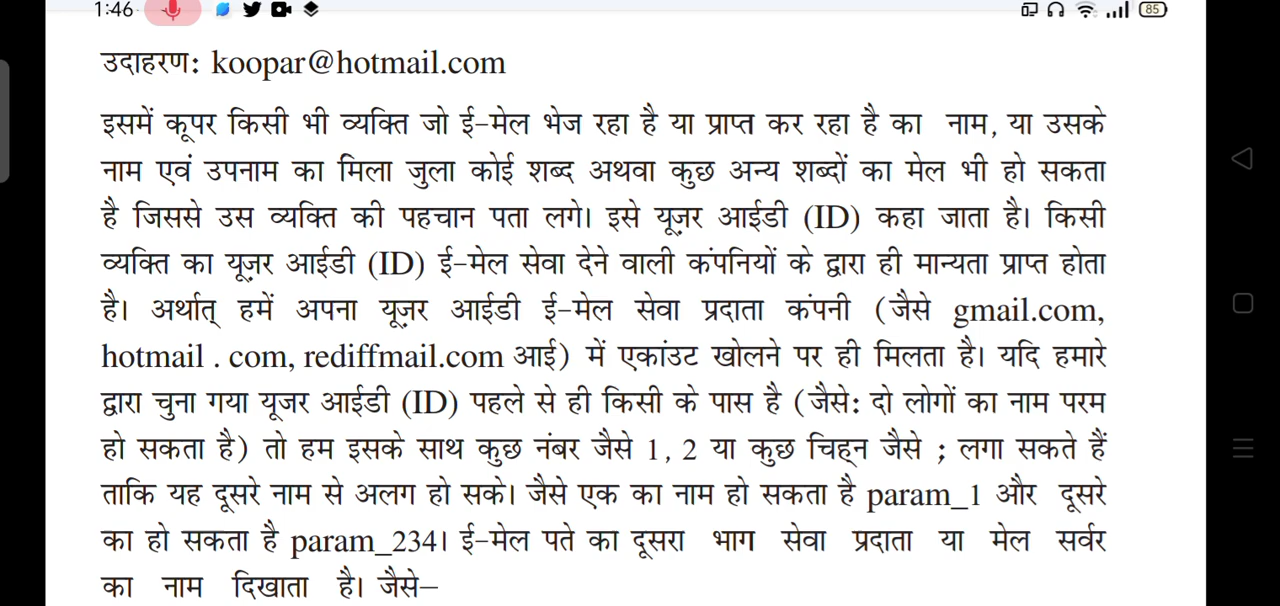 1:46
85
उदाहरण: koopar@hotmail.com
इसमें कूपर किसी भी व्यक्ति जो ई-मेल भेज रहा है या प्राप्त कर रहा है का नाम, या उसके
नाम एवं उपनाम का मिला जुला कोई शब्द अथवा कुछ अन्य शब्दों का मेल भी हो सकता
है जिससे उस व्यक्ति की पहचान पता लगे। इसे यूज़र आईडी (ID) कहा जाता है। किसी
व्यक्ति का यूज़र आईडी (ID) ई-मेल सेवा देने वाली कंपनियों के द्वारा ही मान्यता प्राप्त होता
है। अर्थात् हमें अपना यूज़र आईडी ई-मेल सेवा प्रदाता कंपनी (जैसे gmail.com,
hotmail . com, rediffmail.com आई) में एकांउट खोलने पर ही मिलता है। यदि हमारे
द्वारा चुना गया यूजर आईडी (ID) पहले से ही किसी के पास है (जैसे: दो लोगों का नाम परम
हो सकता है) तो हम इसके साथ कुछ नंबर जैसे 1, 2 या कुछ चिह्न जैसे ; लगा सकते हैं
ताकि यह दूसरे नाम से अलग हो सके। जैसे एक का नाम हो सकता है param_1 और दूसरे
का हो सकता है param_234। ई-मेल पते का दूसरा भाग सेवा प्रदाता या मेल सर्वर
का नाम दिखाता है। जैसे–